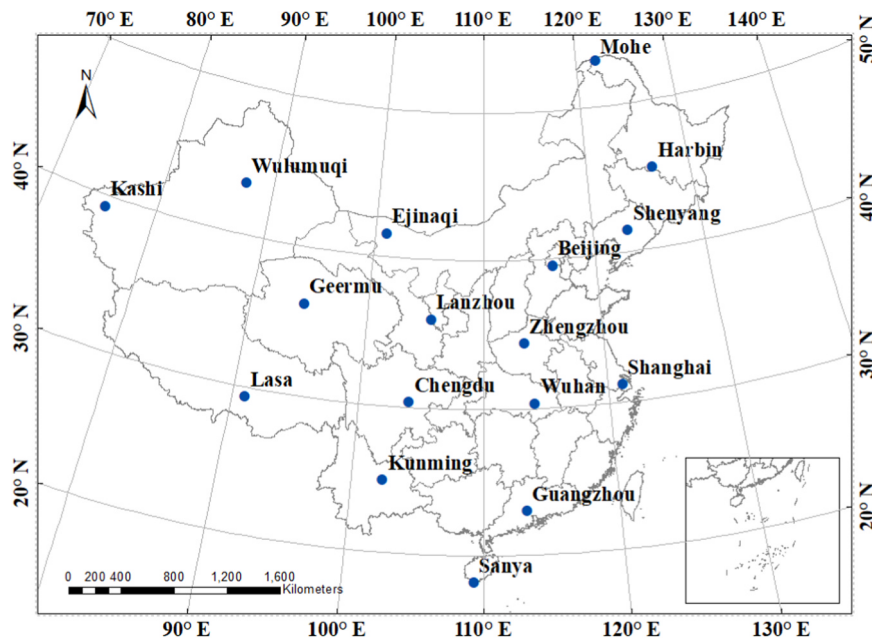 70° E 80° E 90° E 100° E 110° E 120° E 130° E 140° E
50° N
Mohe
N
Harbin
40° N
Wulumuqi
Kashi
40° N
Ejinaqi
Shenyang
Beijing
Geermu
Lanzhou
Zhengzhou
30° N
30° N
Shanghai
Lasa
Chengdu
Wuhan
Kunming
20° N
Guangzhou
20° N
Sanya
0 200 400 800 1,200 1,600
Kilometers
90° E 100° E 110° E 120° E 130° E